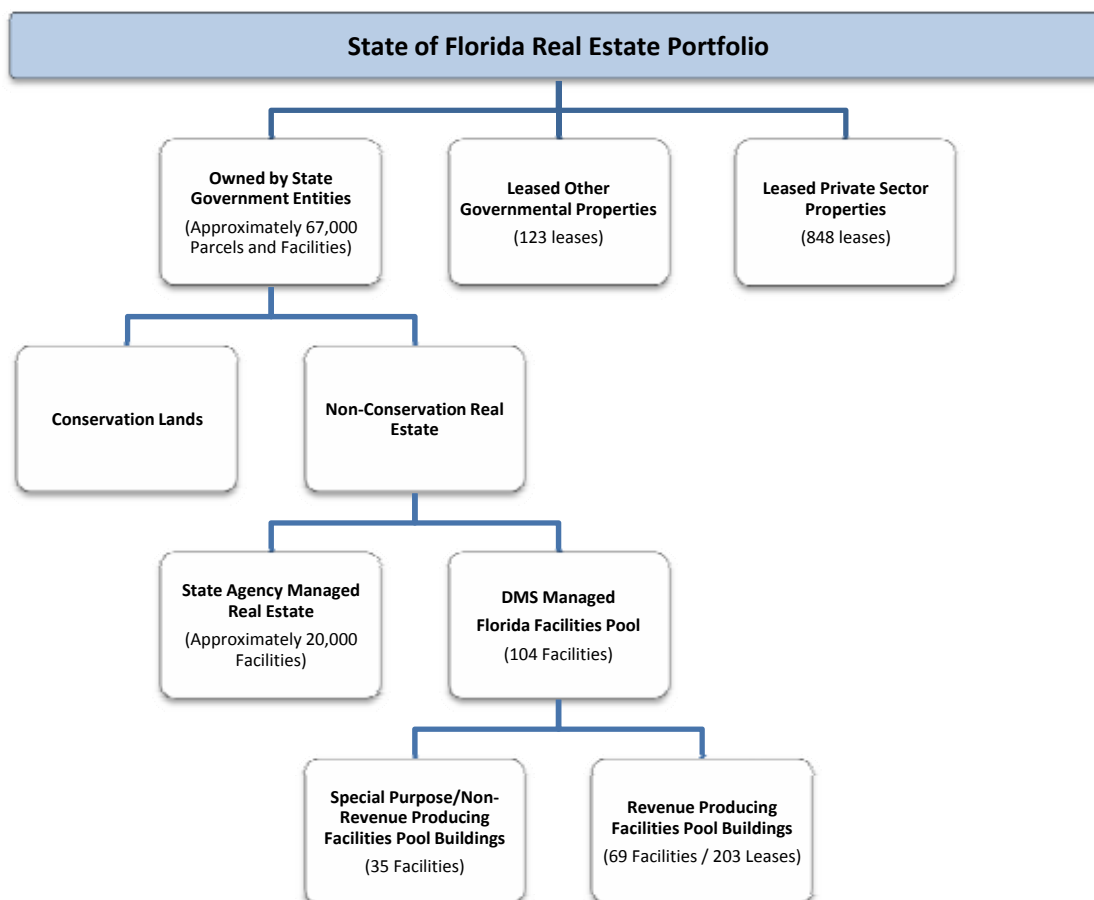 State of Florida Real Estate Portfolio
Owned by State
Government Entities
(Approximately 67,000
Parcels and Facilities)
Leased Other
Governmental Properties
(123 leases)
Leased Private Sector
Properties
(848 leases)
Conservation Lands
Non-Conservation Real
Estate
State Agency Managed
Real Estate
(Approximately 20,000
Facilities)
DMS Managed
Florida Facilities Pool
(104 Facilities)
Special Purpose/Non-
Revenue Producing
Facilities Pool Buildings
(35 Facilities)
Revenue Producing
Facilities Pool Buildings
(69 Facilities / 203 Leases)